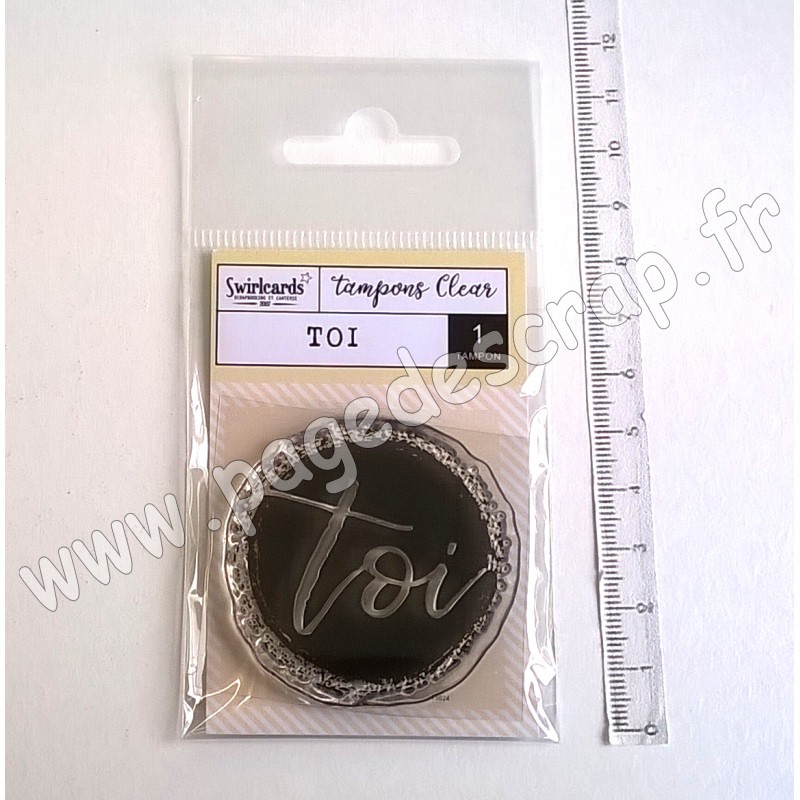 Swirlcards
SCRAPBOOKING ET CARTERIE
2007
tampons Clear
TOI
1
TAMPON
toi
www.pagedescrap.fr
12
11
10
9
8
7
6
5
4
3
2
1
0